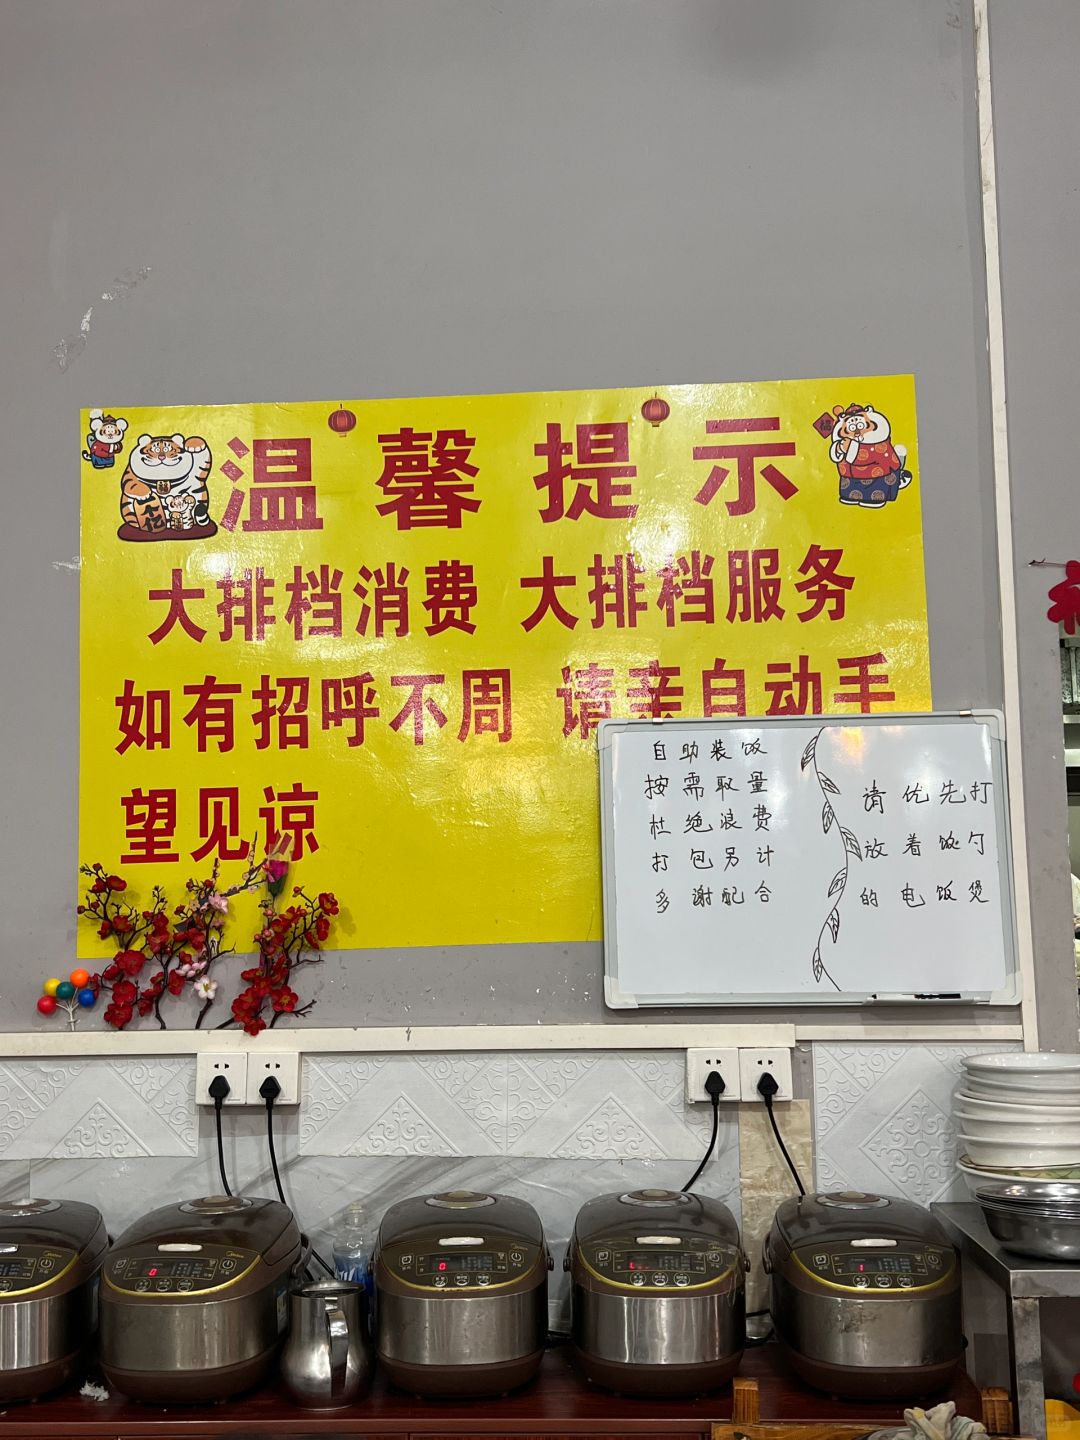 温馨提示
大排档消费 大排档服务
如有招呼不周 请亲自动手
望见谅
自助装饭
按需取量
杜绝浪费
打包另计
多谢配合
请优先打
放着饭勺
的电饭煲